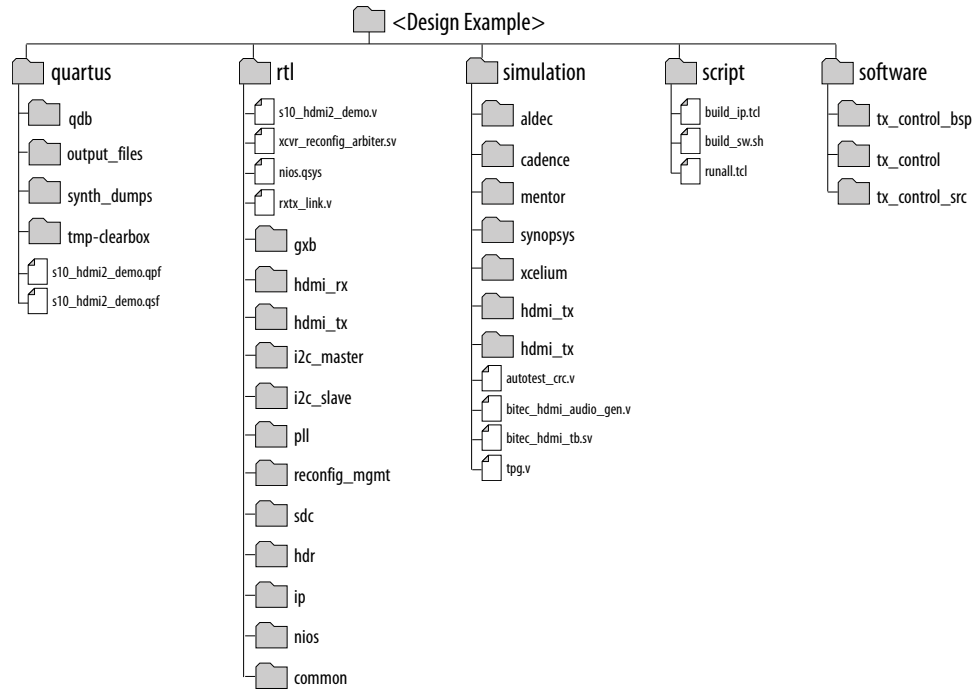 <Design Example>
quartus
qdb
output_files
synth_dumps
tmp-clearbox
s10_hdmi2_demo.qpf
s10_hdmi2_demo.qsf
rtl
s10_hdmi2_demo.v
xcvr_reconfig_arbiter.sv
nios.qsys
rxtx_link.v
gxb
hdmi_rx
hdmi_tx
i2c_master
i2c_slave
pll
reconfig_mgmt
sdc
hdr
ip
nios
common
simulation
aldec
cadence
mentor
synopsys
xcelium
hdmi_tx
hdmi_tx
autotest_crc.v
bitec_hdmi_audio_gen.v
bitec_hdmi_tb.sv
tpg.v
script
build_ip.tcl
build_sw.sh
runall.tcl
software
tx_control_bsp
tx_control
tx_control_src